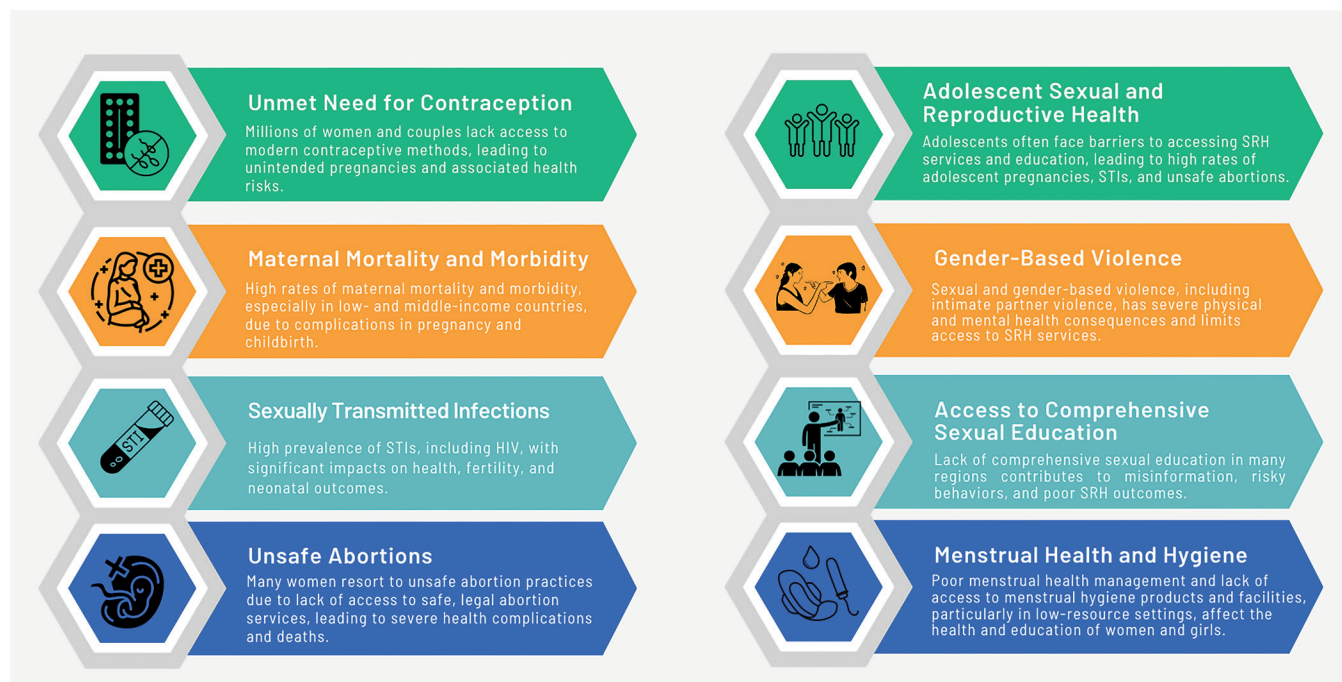 Unmet Need for Contraception
Millions of women and couples lack access to
modern contraceptive methods, leading to
unintended pregnancies and associated health
risks.
Maternal Mortality and Morbidity
High rates of maternal mortality and morbidity,
especially in low- and middle-income countries,
due to complications in pregnancy and
childbirth.
STI
Sexually Transmitted Infections
High prevalence of STIs, including HIV, with
significant impacts on health, fertility, and
neonatal outcomes.
Unsafe Abortions
Many women resort to unsafe abortion practices
due to lack of access to safe, legal abortion
services, leading to severe health complications
and deaths.
Adolescent Sexual and
Reproductive Health
Adolescents often face barriers to accessing SRH
services and education, leading to high rates of
adolescent pregnancies, STIs, and unsafe abortions.
Gender-Based Violence
Sexual and gender-based violence, including
intimate partner violence, has severe physical
and mental health consequences and limits
access to SRH services.
Access to Comprehensive
Sexual Education
Lack of comprehensive sexual education in many
regions contributes to misinformation, risky
behaviors, and poor SRH outcomes.
Menstrual Health and Hygiene
Poor menstrual health management and lack of
access to menstrual hygiene products and facilities,
particularly in low-resource settings, affect the
health and education of women and girls.